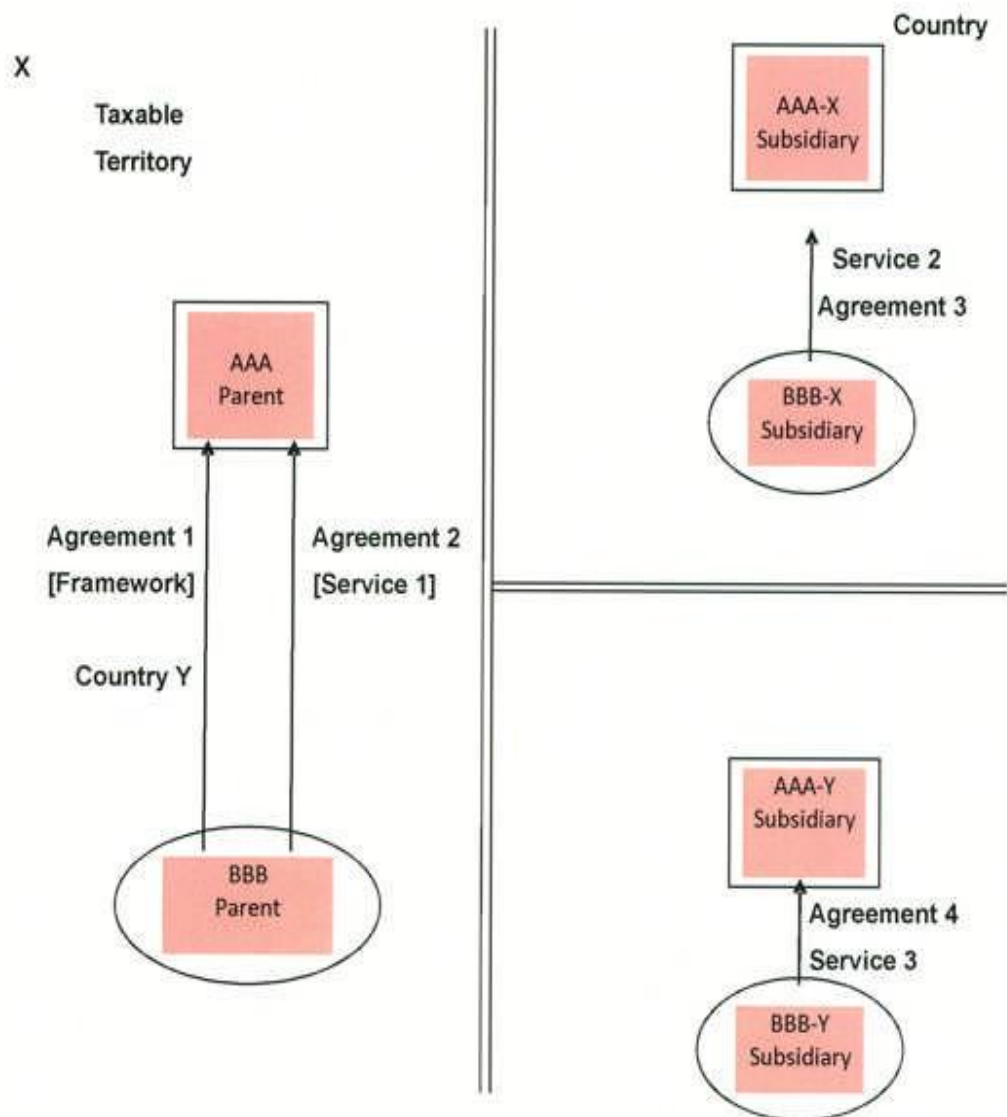 Country
X
Taxable
Territory
AAA-X
Subsidiary
Service 2
Agreement 3
BBB-X
Subsidiary
AAA
Parent
Agreement 1
[Framework]
Agreement 2
[Service 1]
Country Y
BBB
Parent
AAA-Y
Subsidiary
Agreement 4
Service 3
BBB-Y
Subsidiary